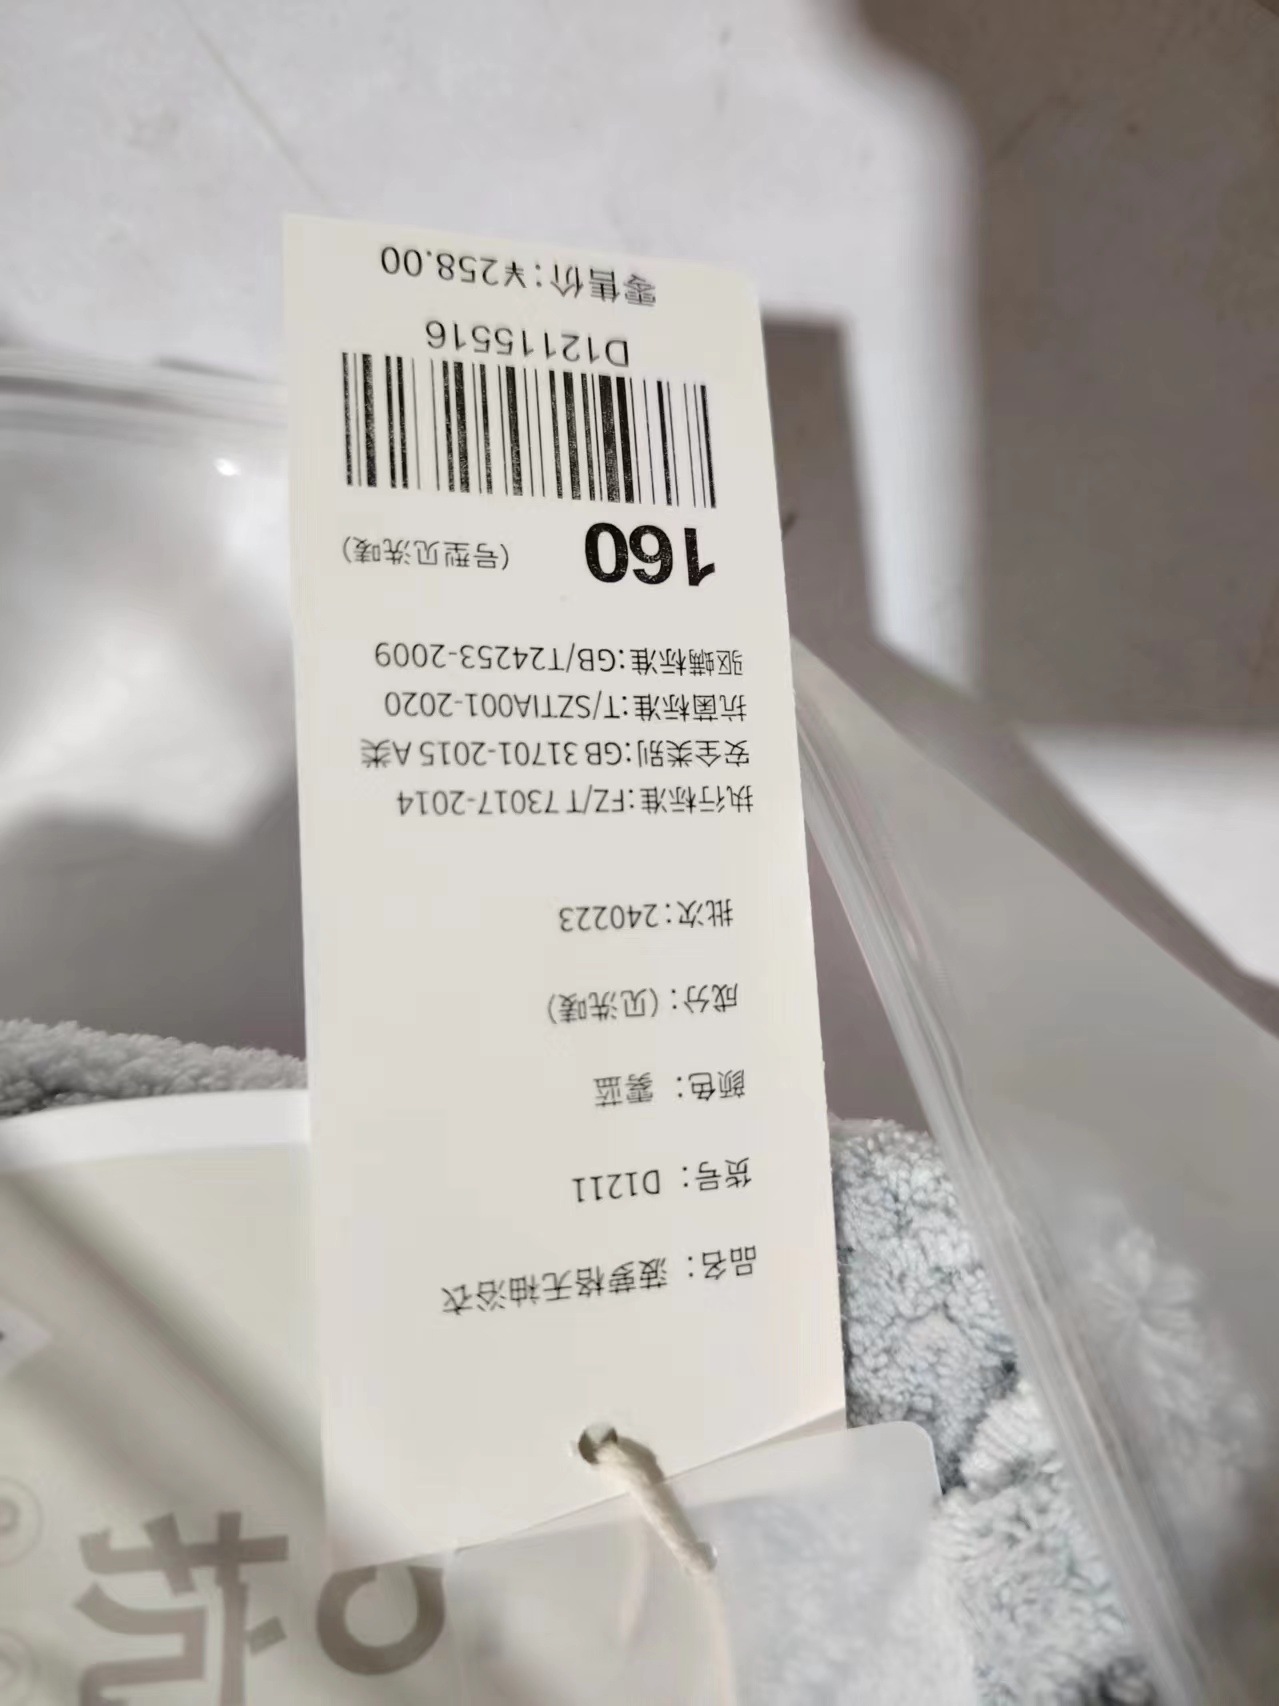 品名：菠萝格无袖浴衣
货号：D1211
颜色：雾蓝
成分：(见洗唛)
批次:240223
执行标准:FZ/T 73017-2014
安全类别:GB 31701-2015 A类
抗菌标准:T/SZTIA001-2020
驱螨标准:GB/T24253-2009
160 (号型见洗唛)
D12115516
零售价:¥258.00
抗